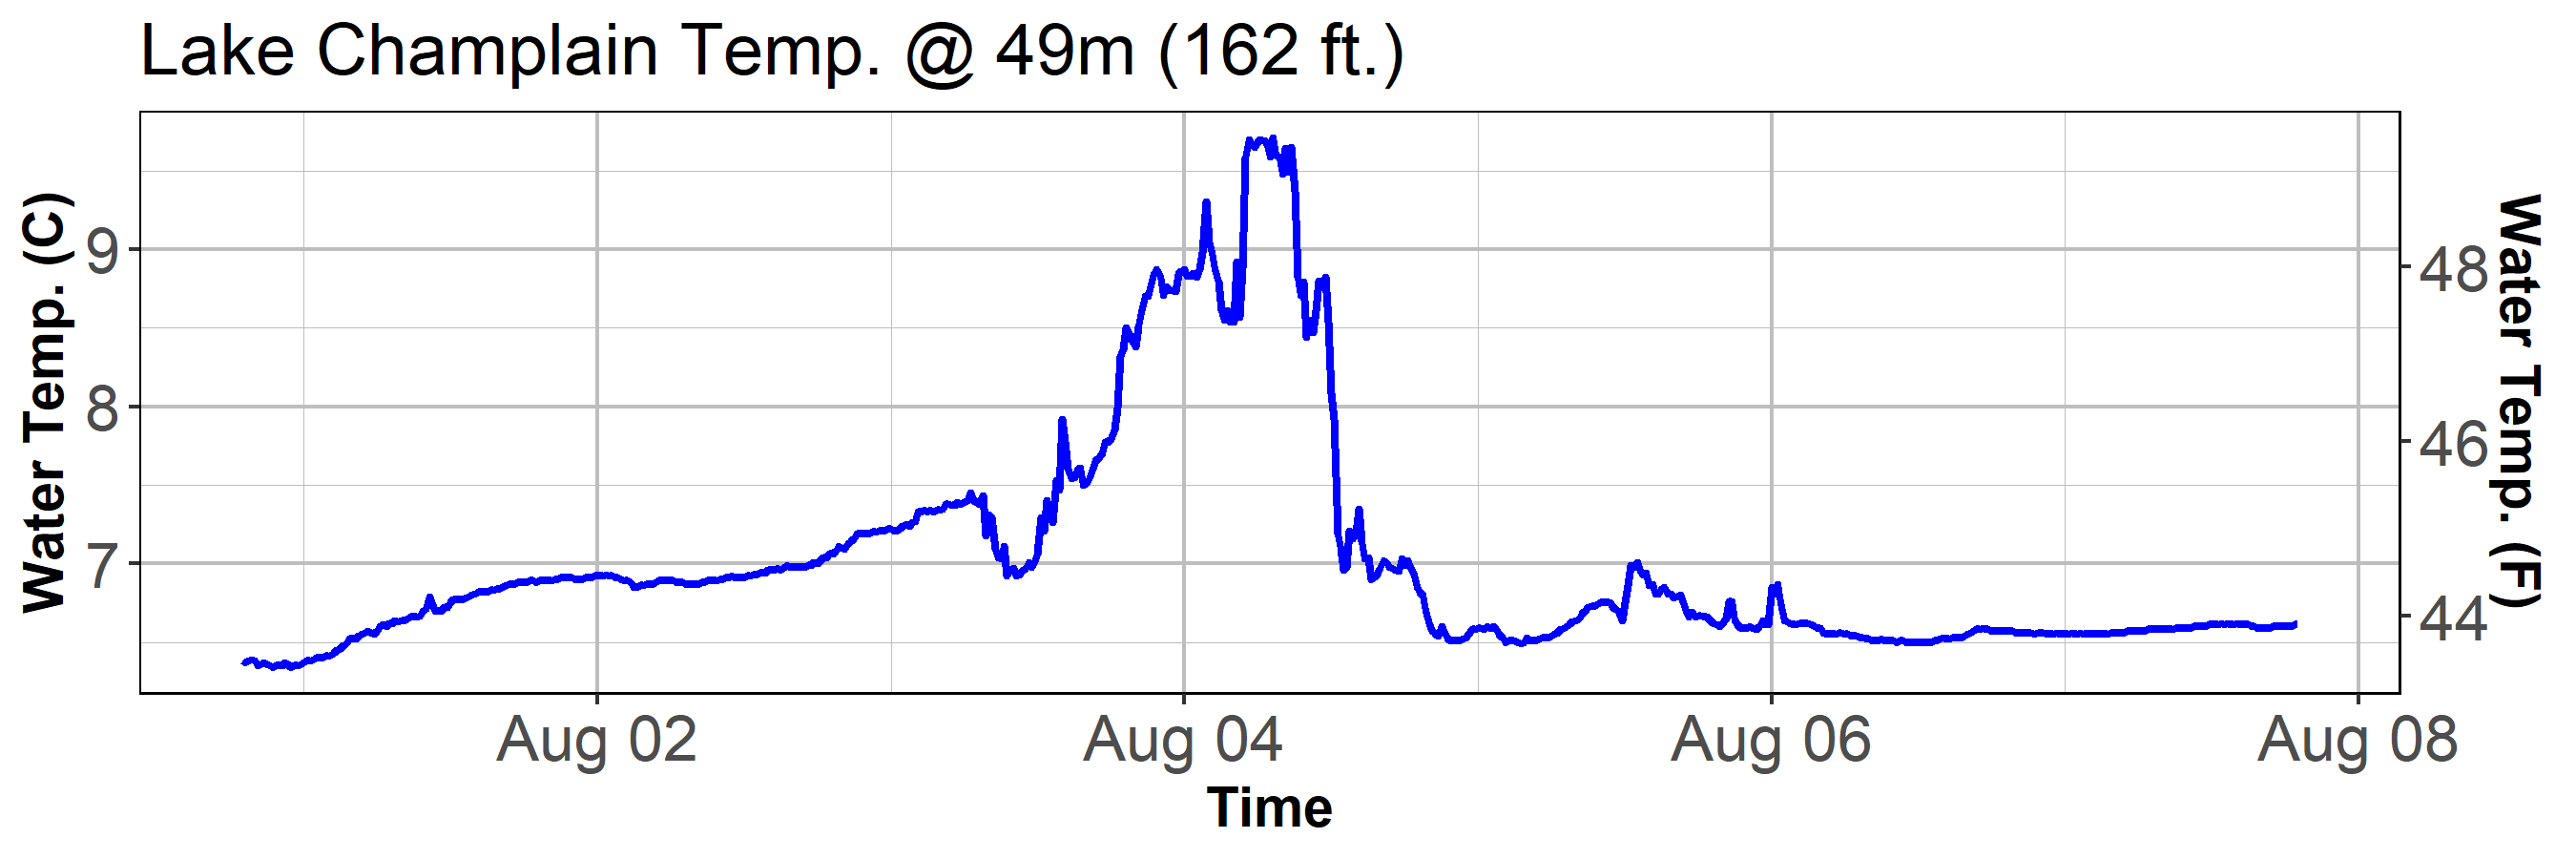 Lake Champlain Temp. @ 49m (162 ft.)
Water Temp. (C)
9
8
7
48
46
44
Water Temp. (F)
Aug 02
Aug 04
Aug 06
Aug 08
Time